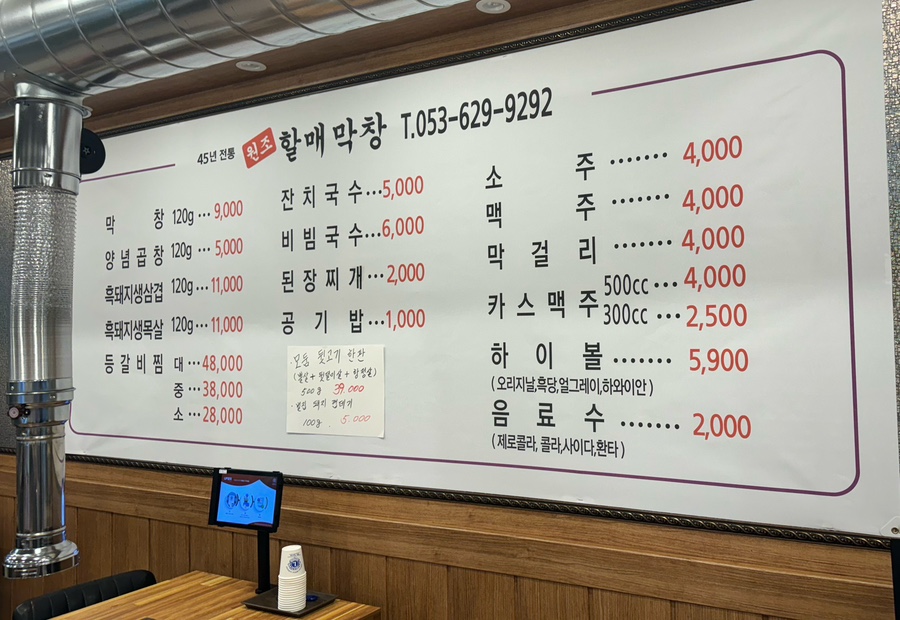 45년 전통 원조 할매막창 T.053-629-9292
막 창 120g ··· 9,000
양념곱창 120g ··· 5,000
흑돼지생삼겹 120g ··· 11,000
흑돼지생목살 120g ··· 11,000
등갈비찜 대 ··· 48,000
중 ··· 38,000
소 ··· 28,000
잔치국수 ··· 5,000
비빔국수 ··· 6,000
된장찌개 ··· 2,000
공기밥 ··· 1,000
모듬 뒷고기 한판
500g 39.000
100g 5.000
소 주 ······· 4,000
맥 주 ······· 4,000
막 걸 리 ······· 4,000
카스맥주 500cc ··· 4,000
300cc ··· 2,500
하 이 볼 ······· 5,900
( 오리지날,흑당,얼그레이,하와이안 )
음 료 수 ······· 2,000
( 제로콜라, 콜라,사이다,환타 )